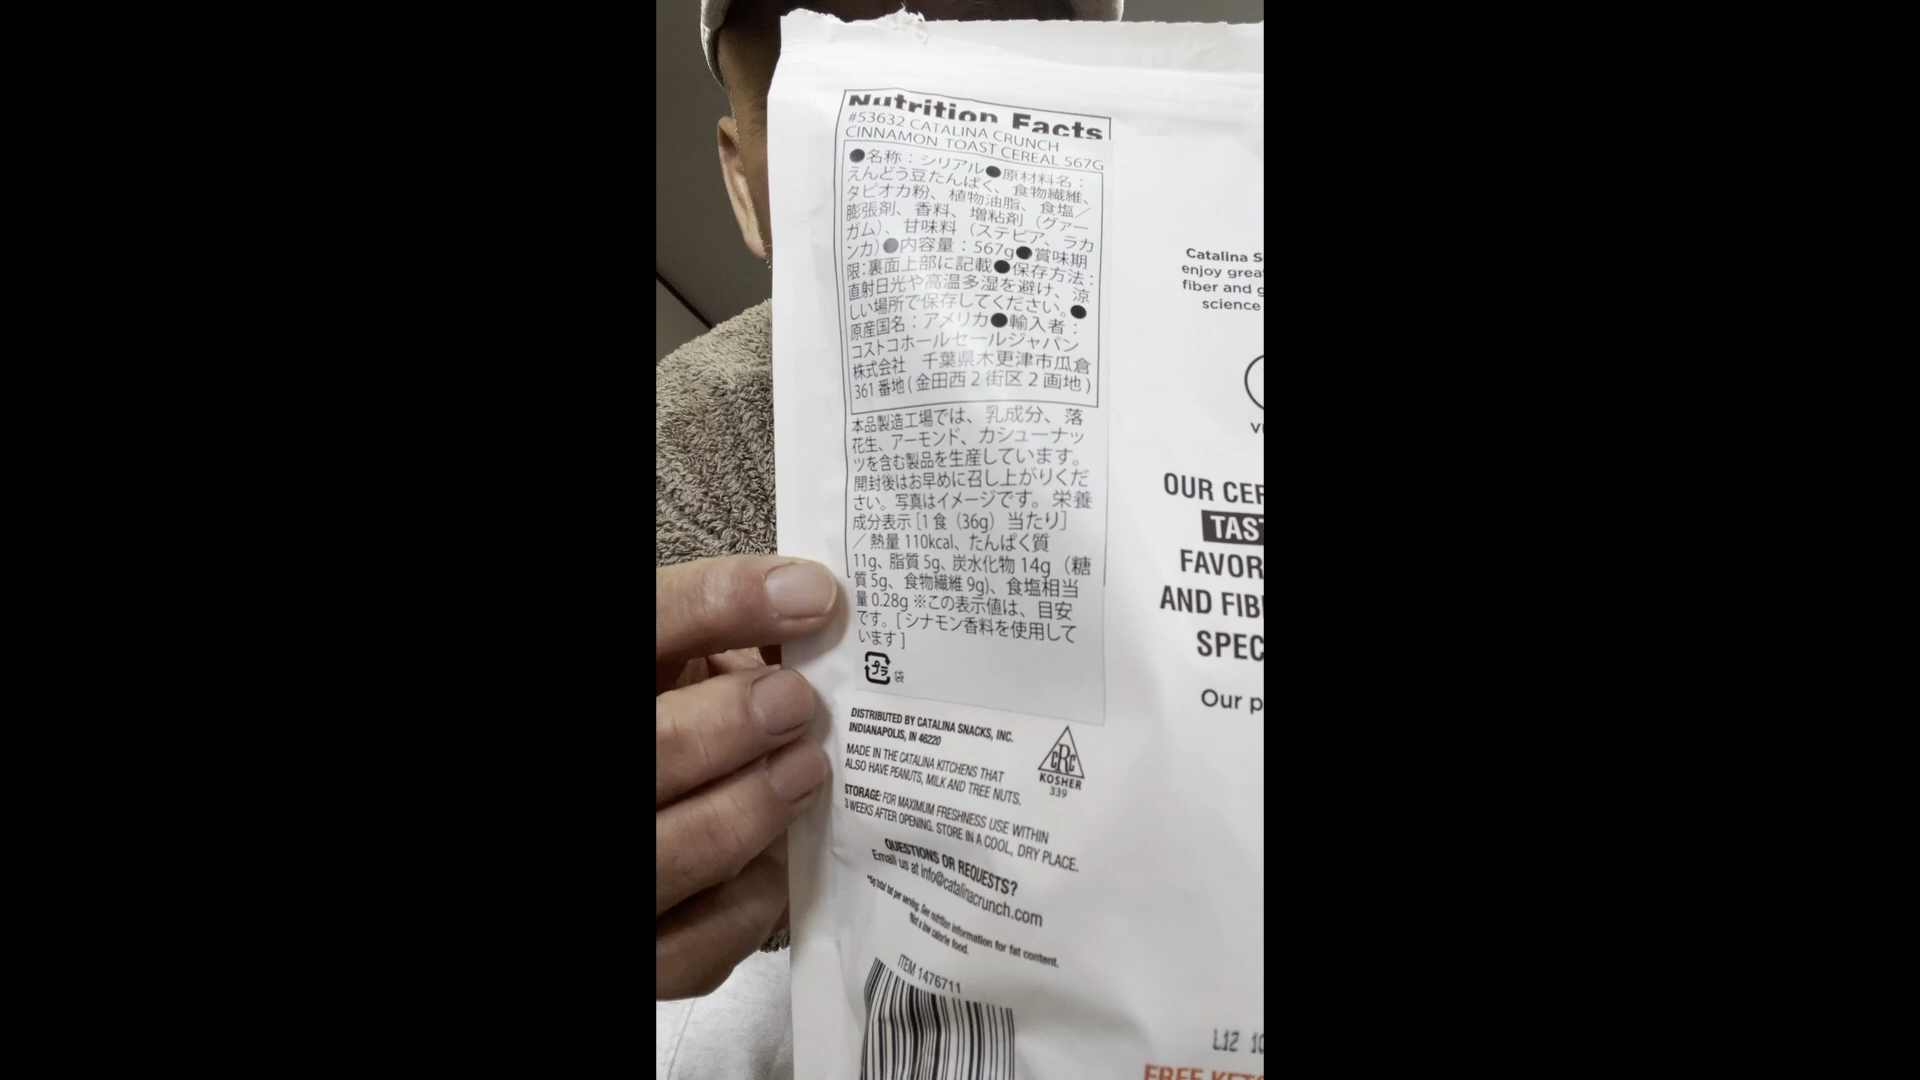 Nutrition Facts
#53632 CATALINA CRUNCH
CINNAMON TOAST CEREAL 567G
●名称：シリアル●原材料名：
えんどう豆たんぱく、食物繊維、
タピオカ粉、植物油脂、食塩／
膨張剤、香料、増粘剤（グァー
ガム）、甘味料（ステビア、ラカ
ンカ）●内容量：567g●賞味期
限：裏面上部に記載●保存方法：
直射日光や高温多湿を避け、涼
しい場所で保存してください。●
原産国名：アメリカ●輸入者：
コストコホールセールジャパン
株式会社 千葉県木更津市瓜倉
361番地(金田西2街区2画地)
本品製造工場では、乳成分、落
花生、アーモンド、カシューナッ
ツを含む製品を生産しています。
開封後はお早めに召し上がりくだ
さい。写真はイメージです。栄養
成分表示[1食（36g）当たり]
／熱量110kcal、たんぱく質
11g、脂質5g、炭水化物14g（糖
質5g、食物繊維9g)、食塩相当
量0.28g※この表示値は、目安
です。[シナモン香料を使用して
います]
プラ 袋
DISTRIBUTED BY CATALINA SNACKS, INC.
INDIANAPOLIS, IN 46220
MADE IN THE CATALINA KITCHENS THAT
ALSO HAVE PEANUTS, MILK AND TREE NUTS.
CRC
KOSHER
339
STORAGE: FOR MAXIMUM FRESHNESS USE WITHIN
3 WEEKS AFTER OPENING. STORE IN A COOL, DRY PLACE.
QUESTIONS OR REQUESTS?
Email us at info@catalinacrunch.com
*5g total fat per serving. See nutrition information for fat content.
Not a low calorie food.
ITEM 1476711
Catalina S
enjoy grea
fiber and g
science
OUR CER
TAST
FAVOR
AND FIB
SPEC
Our p
L12 10
FREE KETO